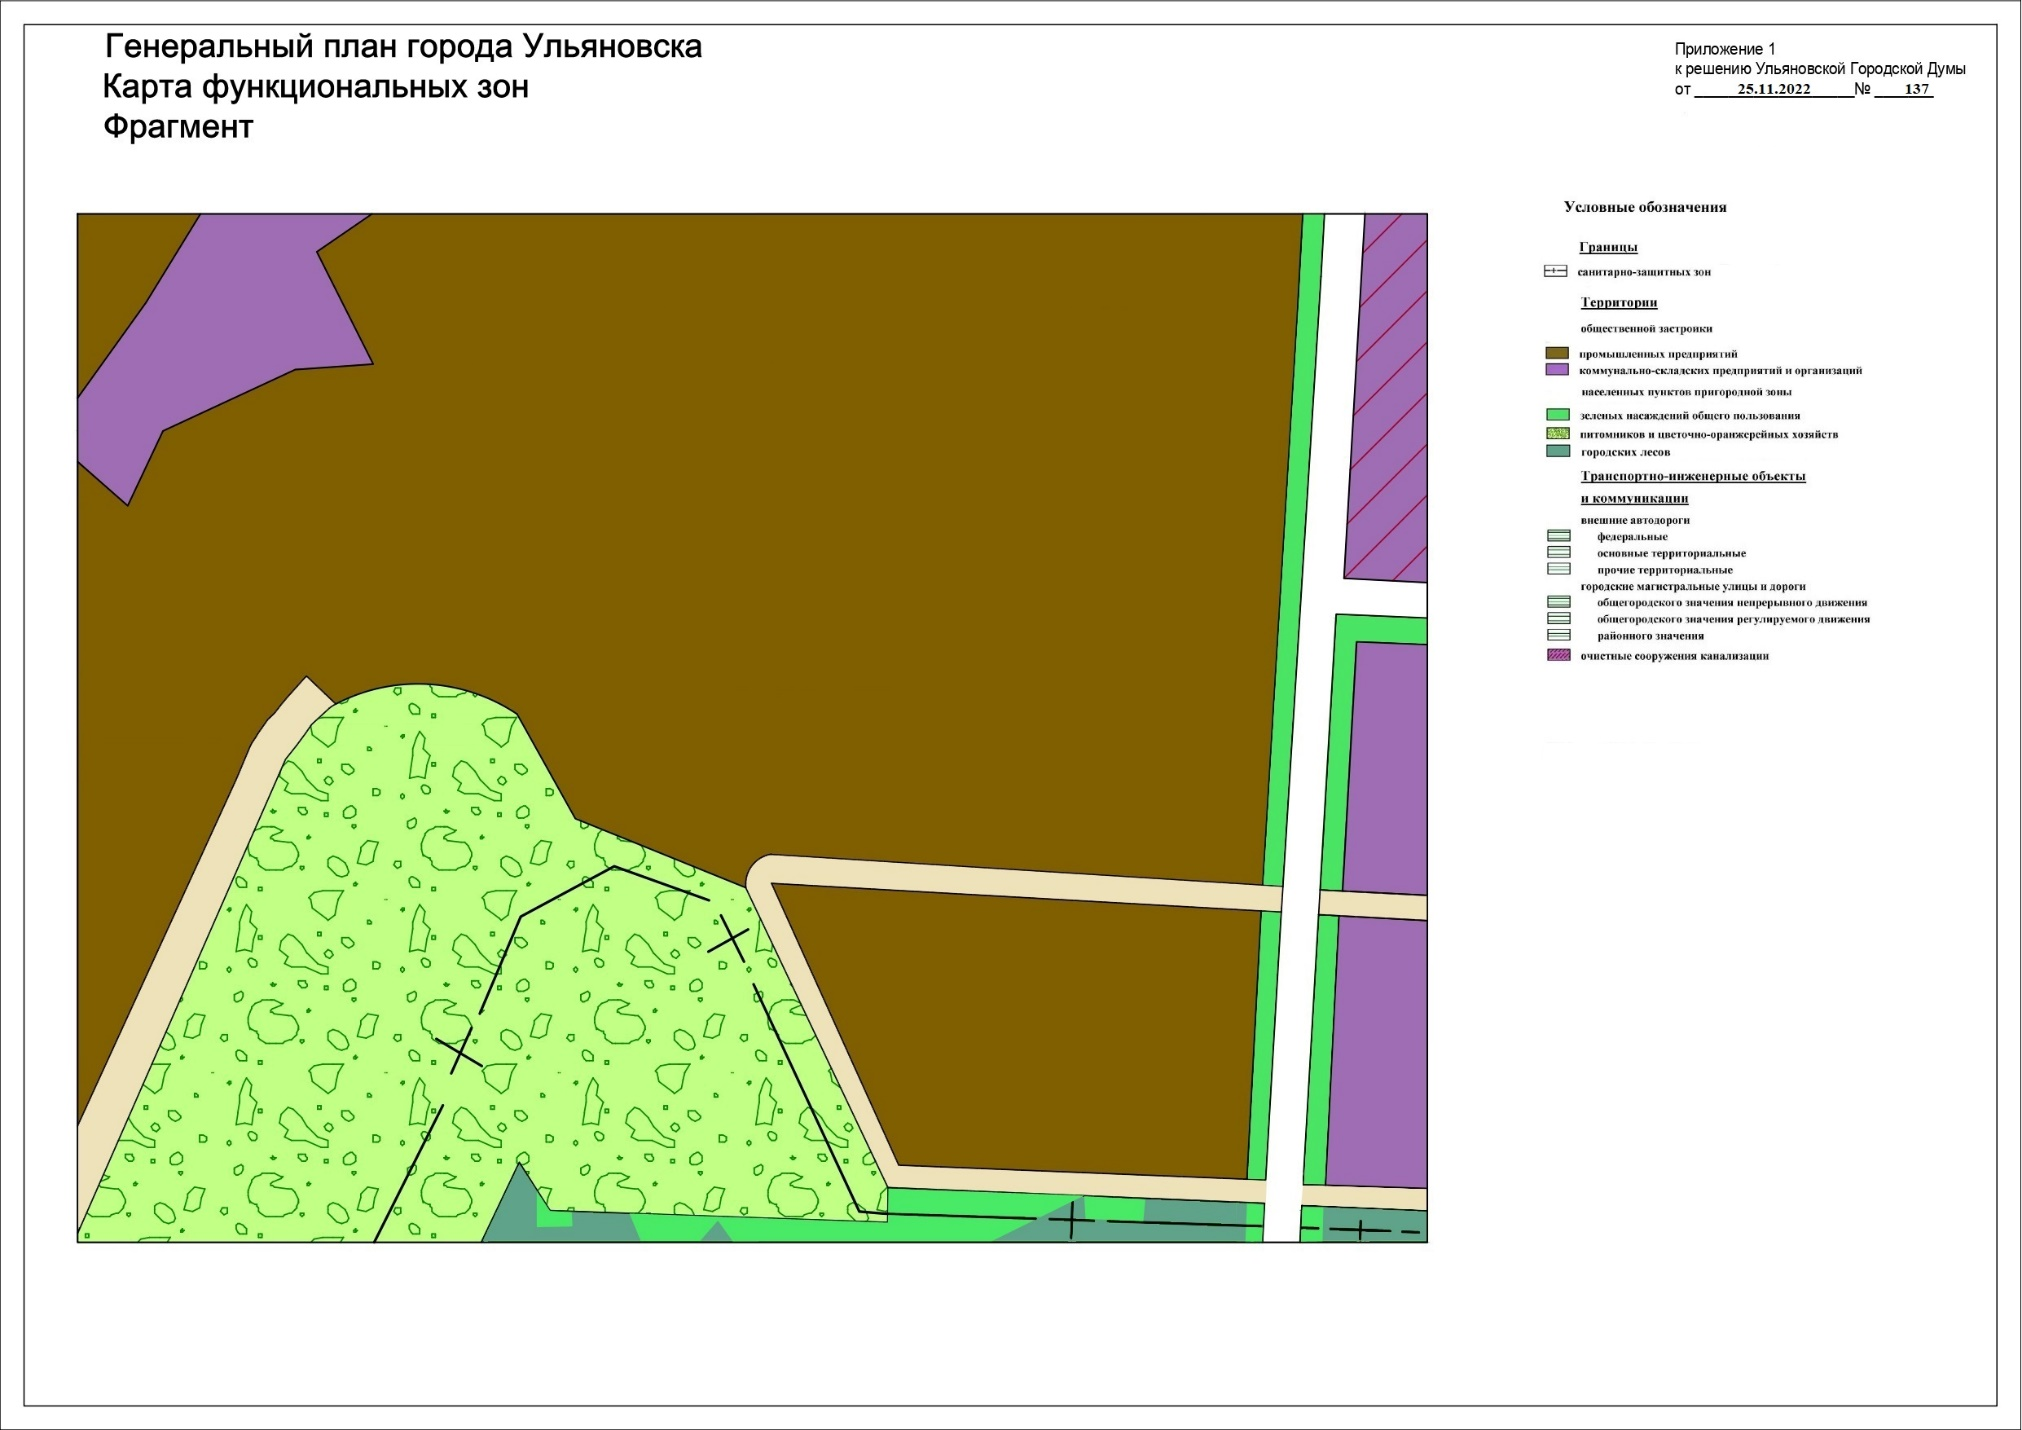 Генеральный план города Ульяновска
Карта функциональных зон
Фрагмент
Приложение 1
к решению Ульяновской Городской Думы
от 25.11.2022 № 137
Условные обозначения
Границы
санитарно-защитных зон
Территории
общественной застройки
промышленных предприятий
коммунально-складских предприятий и организаций
населенных пунктов пригородной зоны
зеленых насаждений общего пользования
питомников и цветочно-оранжерейных хозяйств
городских лесов
Транспортно-инженерные объекты
и коммуникации
внешние автодороги
федеральные
основные территориальные
прочие территориальные
городские магистральные улицы и дороги
общегородского значения непрерывного движения
общегородского значения регулируемого движения
районного значения
очистные сооружения канализации